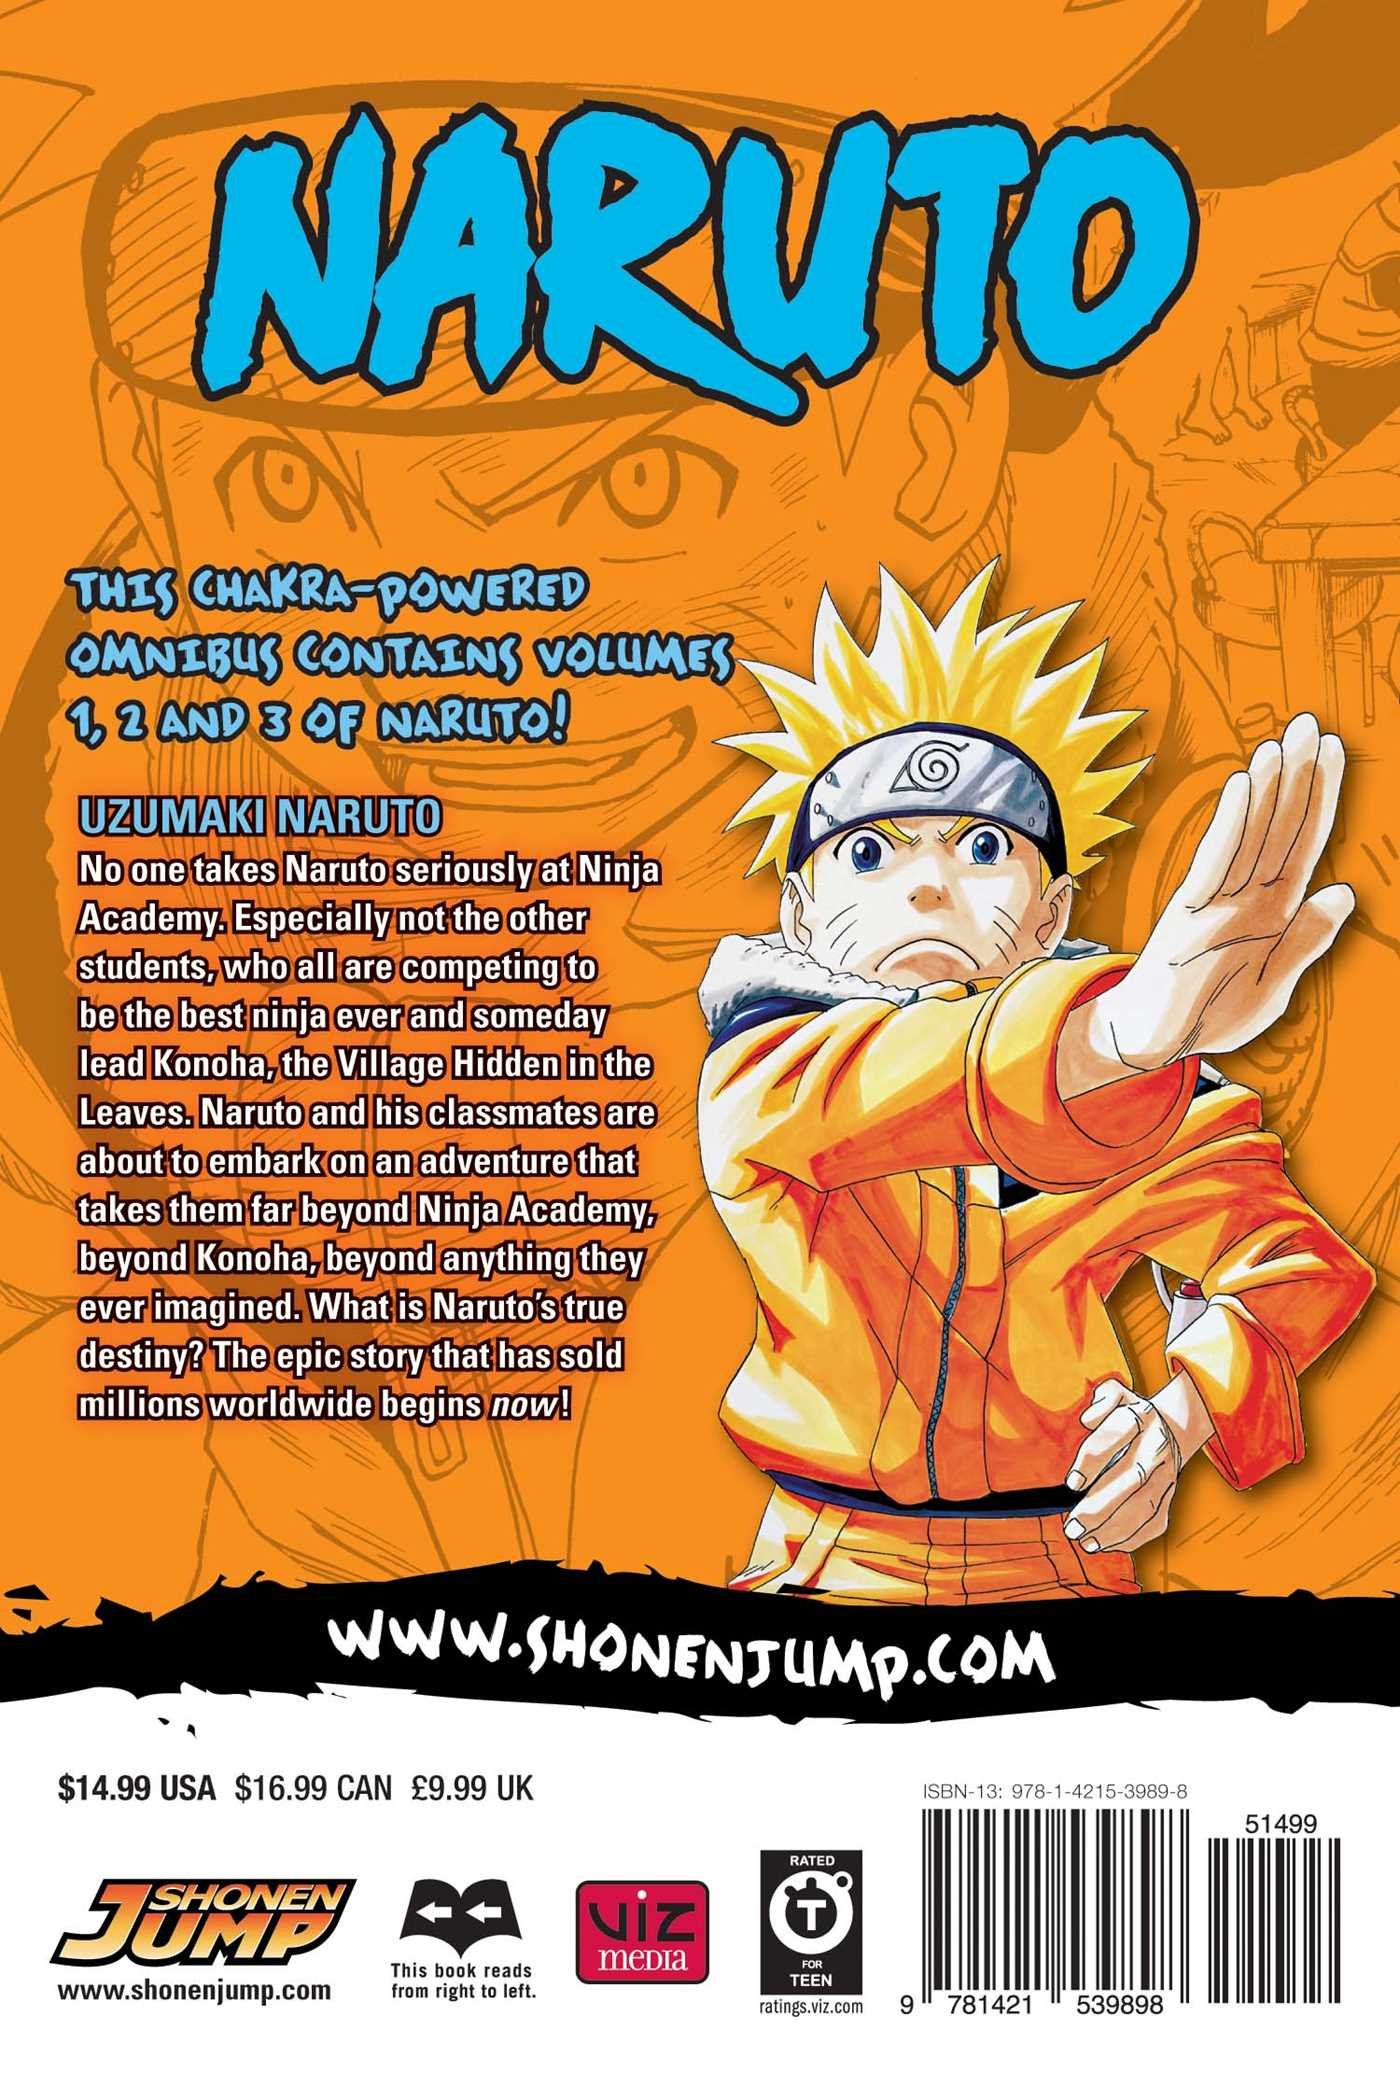 NARUTO
THIS CHAKRA-POWERED
OMNIBUS CONTAINS VOLUMES
1, 2 AND 3 OF NARUTO!
UZUMAKI NARUTO
No one takes Naruto seriously at Ninja
Academy. Especially not the other
students, who all are competing to
be the best ninja ever and someday
lead Konoha, the Village Hidden in the
Leaves. Naruto and his classmates are
about to embark on an adventure that
takes them far beyond Ninja Academy,
beyond Konoha, beyond anything they
ever imagined. What is Naruto's true
destiny? The epic story that has sold
millions worldwide begins now!
WWW.SHONENJUMP.COM
$14.99 USA $16.99 CAN £9.99 UK
SHONEN
JUMP
www.shonenjump.com
This book reads
from right to left.
VIZ
MEDIA
RATED
T
FOR
TEEN
ratings.viz.com
ISBN-13: 978-1-4215-3989-8
51499
9 781421 539898